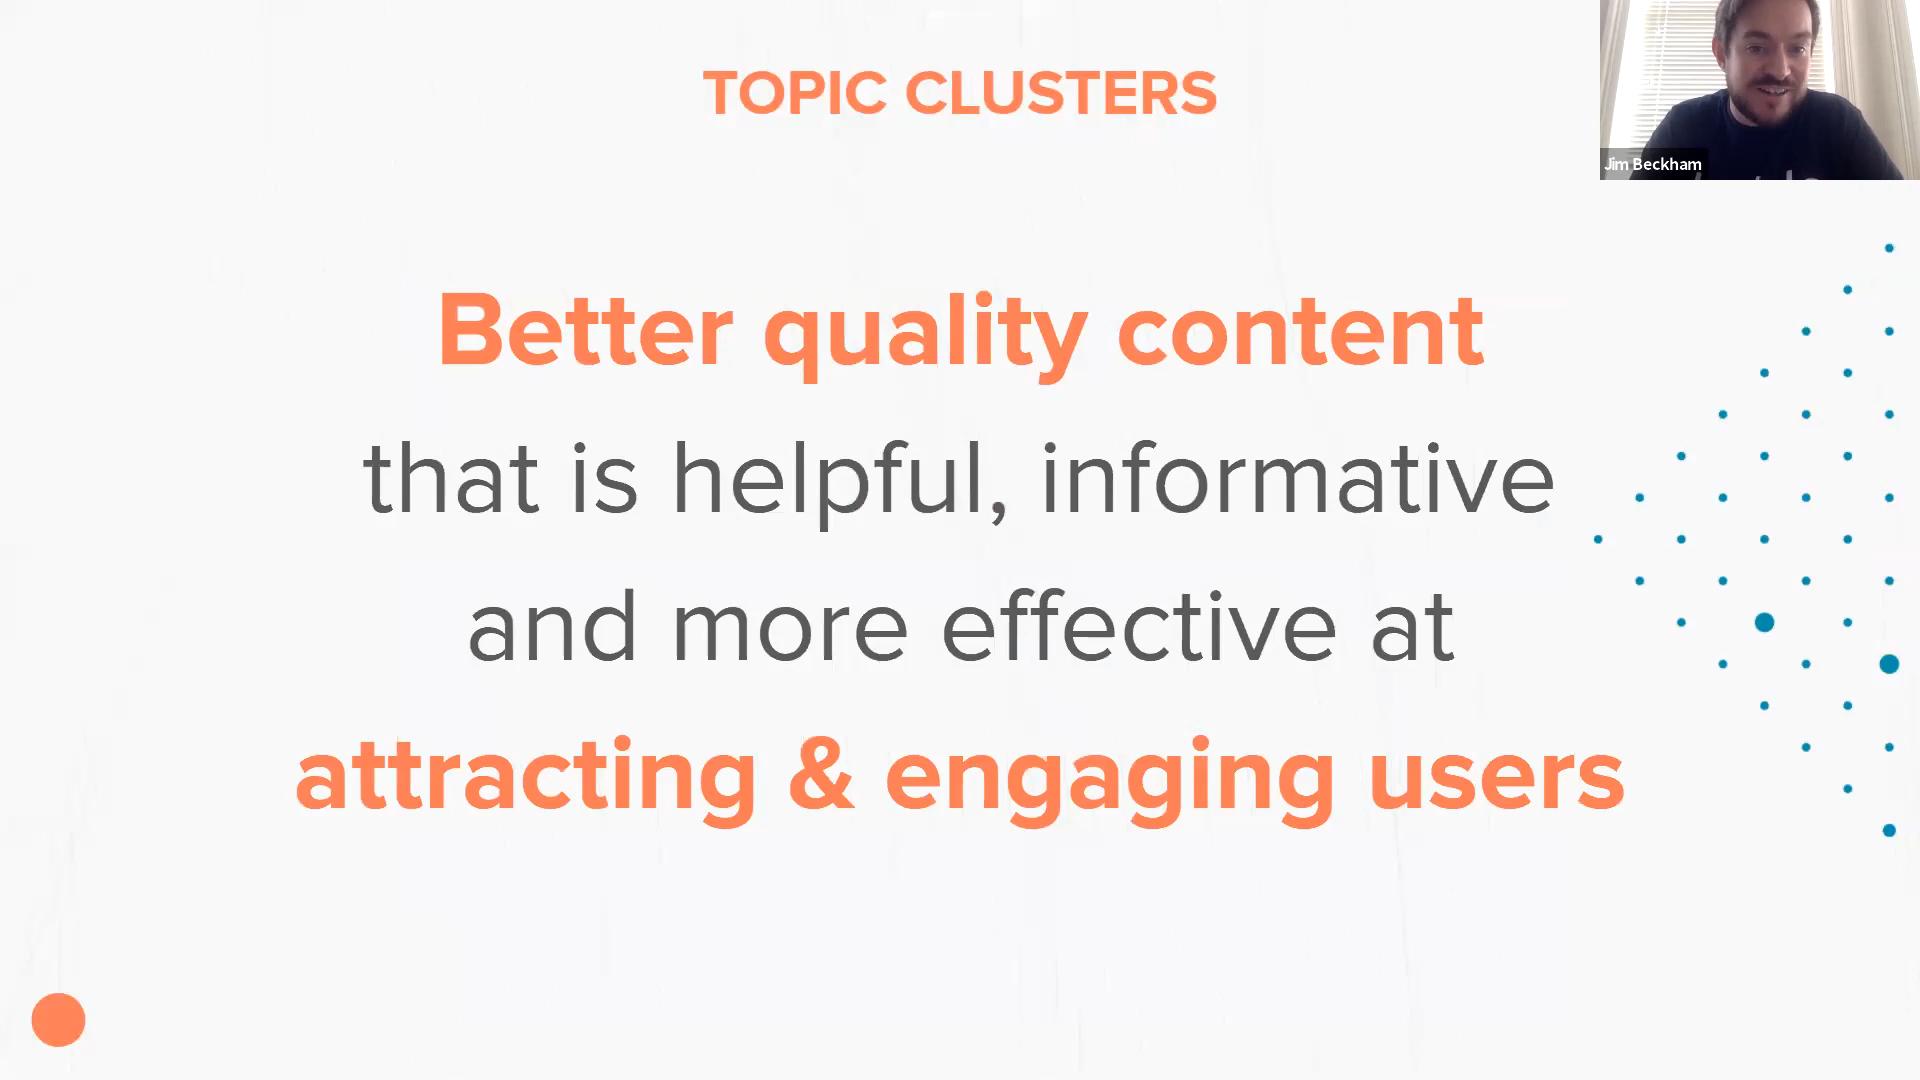 TOPIC CLUSTERS
Jim Beckham
Better quality content
that is helpful, informative
and more effective at
attracting & engaging users